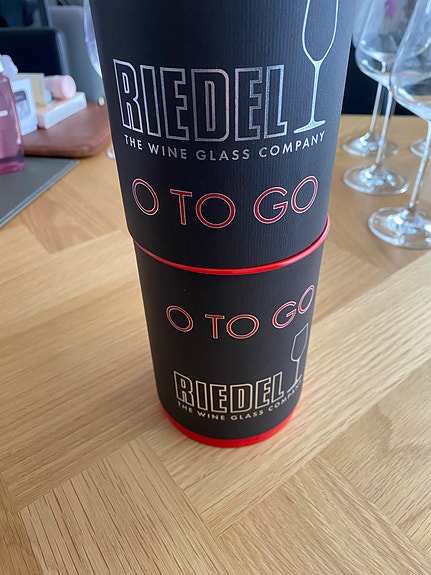 RIEDEL
THE WINE GLASS COMPANY
O TO GO
O TO GO
RIEDEL
THE WINE GLASS COMPANY